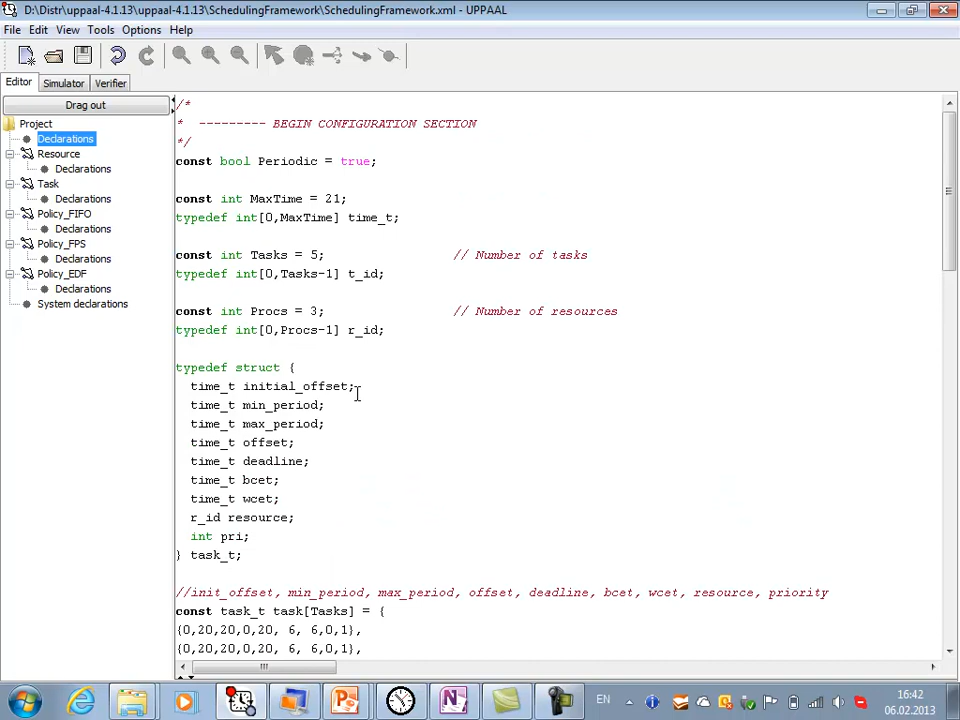 D:\Distr\uppaal-4.1.13\uppaal-4.1.13\SchedulingFramework\SchedulingFramework.xml - UPPAAL
File Edit View Tools Options Help
Editor Simulator Verifier
Drag out
Project
Declarations
Resource
Declarations
Task
Declarations
Policy_FIFO
Declarations
Policy_FPS
Declarations
Policy_EDF
Declarations
System declarations
/*
* --------- BEGIN CONFIGURATION SECTION
*/
const bool Periodic = true;
const int MaxTime = 21;
typedef int[0,MaxTime] time_t;
const int Tasks = 5; // Number of tasks
typedef int[0,Tasks-1] t_id;
const int Procs = 3; // Number of resources
typedef int[0,Procs-1] r_id;
typedef struct {
time_t initial_offset;
time_t min_period;
time_t max_period;
time_t offset;
time_t deadline;
time_t bcet;
time_t wcet;
r_id resource;
int pri;
} task_t;
//init_offset, min_period, max_period, offset, deadline, bcet, wcet, resource, priority
const task_t task[Tasks] = {
{0,20,20,0,20, 6, 6,0,1},
{0,20,20,0,20, 6, 6,0,1},
EN
16:42
06.02.2013